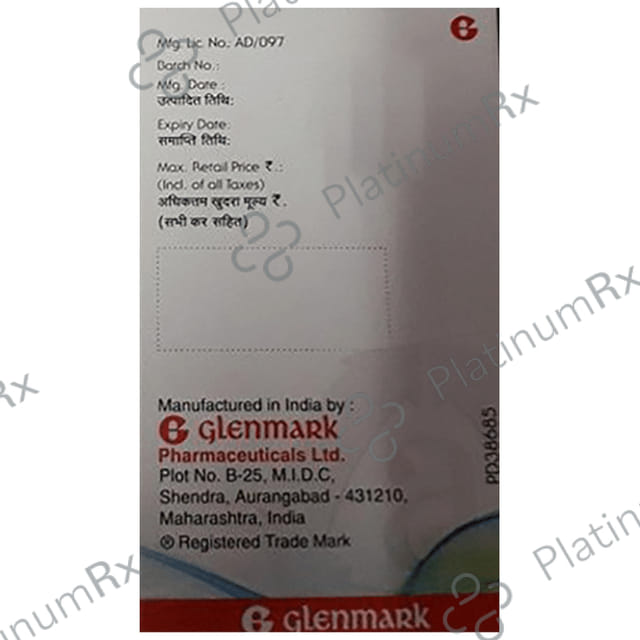 Mfg. Lic. No.: AD/097
Batch No.:
Mfg. Date :
उत्पादित तिथि:
Expiry Date:
समाप्ति तिथि:
Max. Retail Price ₹.:
(Incl. of all Taxes)
अधिकतम खुदरा मूल्य ₹.
(सभी कर सहित)
Manufactured in India by :
G GLENMARK
Pharmaceuticals Ltd.
Plot No. B-25, M.I.D.C,
Shendra, Aurangabad - 431210,
Maharashtra, India
® Registered Trade Mark
PD38685
G GLENMARK
PlatinumRx
PlatinumRx
PlatinumRx
PlatinumRx